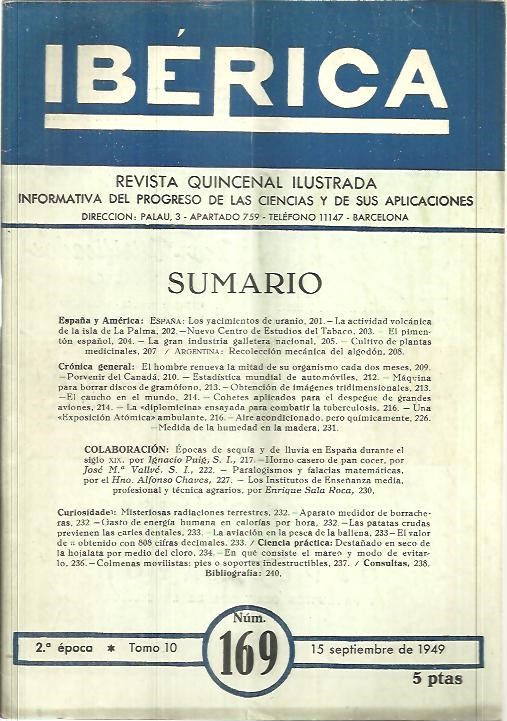 IBÉRICA
REVISTA QUINCENAL ILUSTRADA
INFORMATIVA DEL PROGRESO DE LAS CIENCIAS Y DE SUS APLICACIONES
DIRECCION: PALAU, 3 - APARTADO 759 - TELÉFONO 11147 - BARCELONA
SUMARIO
España y América: ESPAÑA: Los yacimientos de uranio, 201. — La actividad volcánica
de la isla de La Palma, 202. —Nuevo Centro de Estudios del Tabaco, 203. — El pimen-
tón español, 204. — La gran industria galletera nacional, 205. — Cultivo de plantas
medicinales, 207 / ARGENTINA: Recolección mecánica del algodón, 208.
Crónica general: El hombre renueva la mitad de su organismo cada dos meses, 209.
—Porvenir del Canadá, 210. — Estadística mundial de automóviles, 212. — Máquina
para borrar discos de gramófono, 213. — Obtención de imágenes tridimensionales, 213.
—El caucho en el mundo, 214. — Cohetes aplicados para el despegue de grandes
aviones, 214. — La «diplomicina» ensayada para combatir la tuberculosis, 216. — Una
«Exposición Atómica» ambulante, 216. — Aire acondicionado, pero químicamente, 226.
—Medida de la humedad en la madera, 231.
COLABORACIÓN: Épocas de sequía y de lluvia en España durante el
siglo XIX, por Ignacio Puig, S. I., 217. —Horno casero de pan cocer, por
José M.ª Vallvé, S. I., 222. — Paralogismos y falacias matemáticas,
por el Hno. Alfonso Chaves, 227. — Los Institutos de Enseñanza media,
profesional y técnica agrarios, por Enrique Sala Roca, 230.
Curiosidades: Misteriosas radiaciones terrestres, 232. — Aparato medidor de borrache-
ras, 232 —Gasto de energía humana en calorías por hora, 232. —Las patatas crudas
previenen las caries dentales, 233. —La aviación en la pesca de la ballena, 233 —El valor
de π obtenido con 808 cifras decimales, 233. / Ciencia práctica: Destañado en seco de
la hojalata por medio del cloro, 234. —En qué consiste el mareo y modo de evitar-
lo, 236. —Colmenas movilistas: pies o soportes indestructibles, 237. / Consultas, 238.
Bibliografía: 240.
Núm.
2.ª época * Tomo 10
169
15 septiembre de 1949
5 ptas